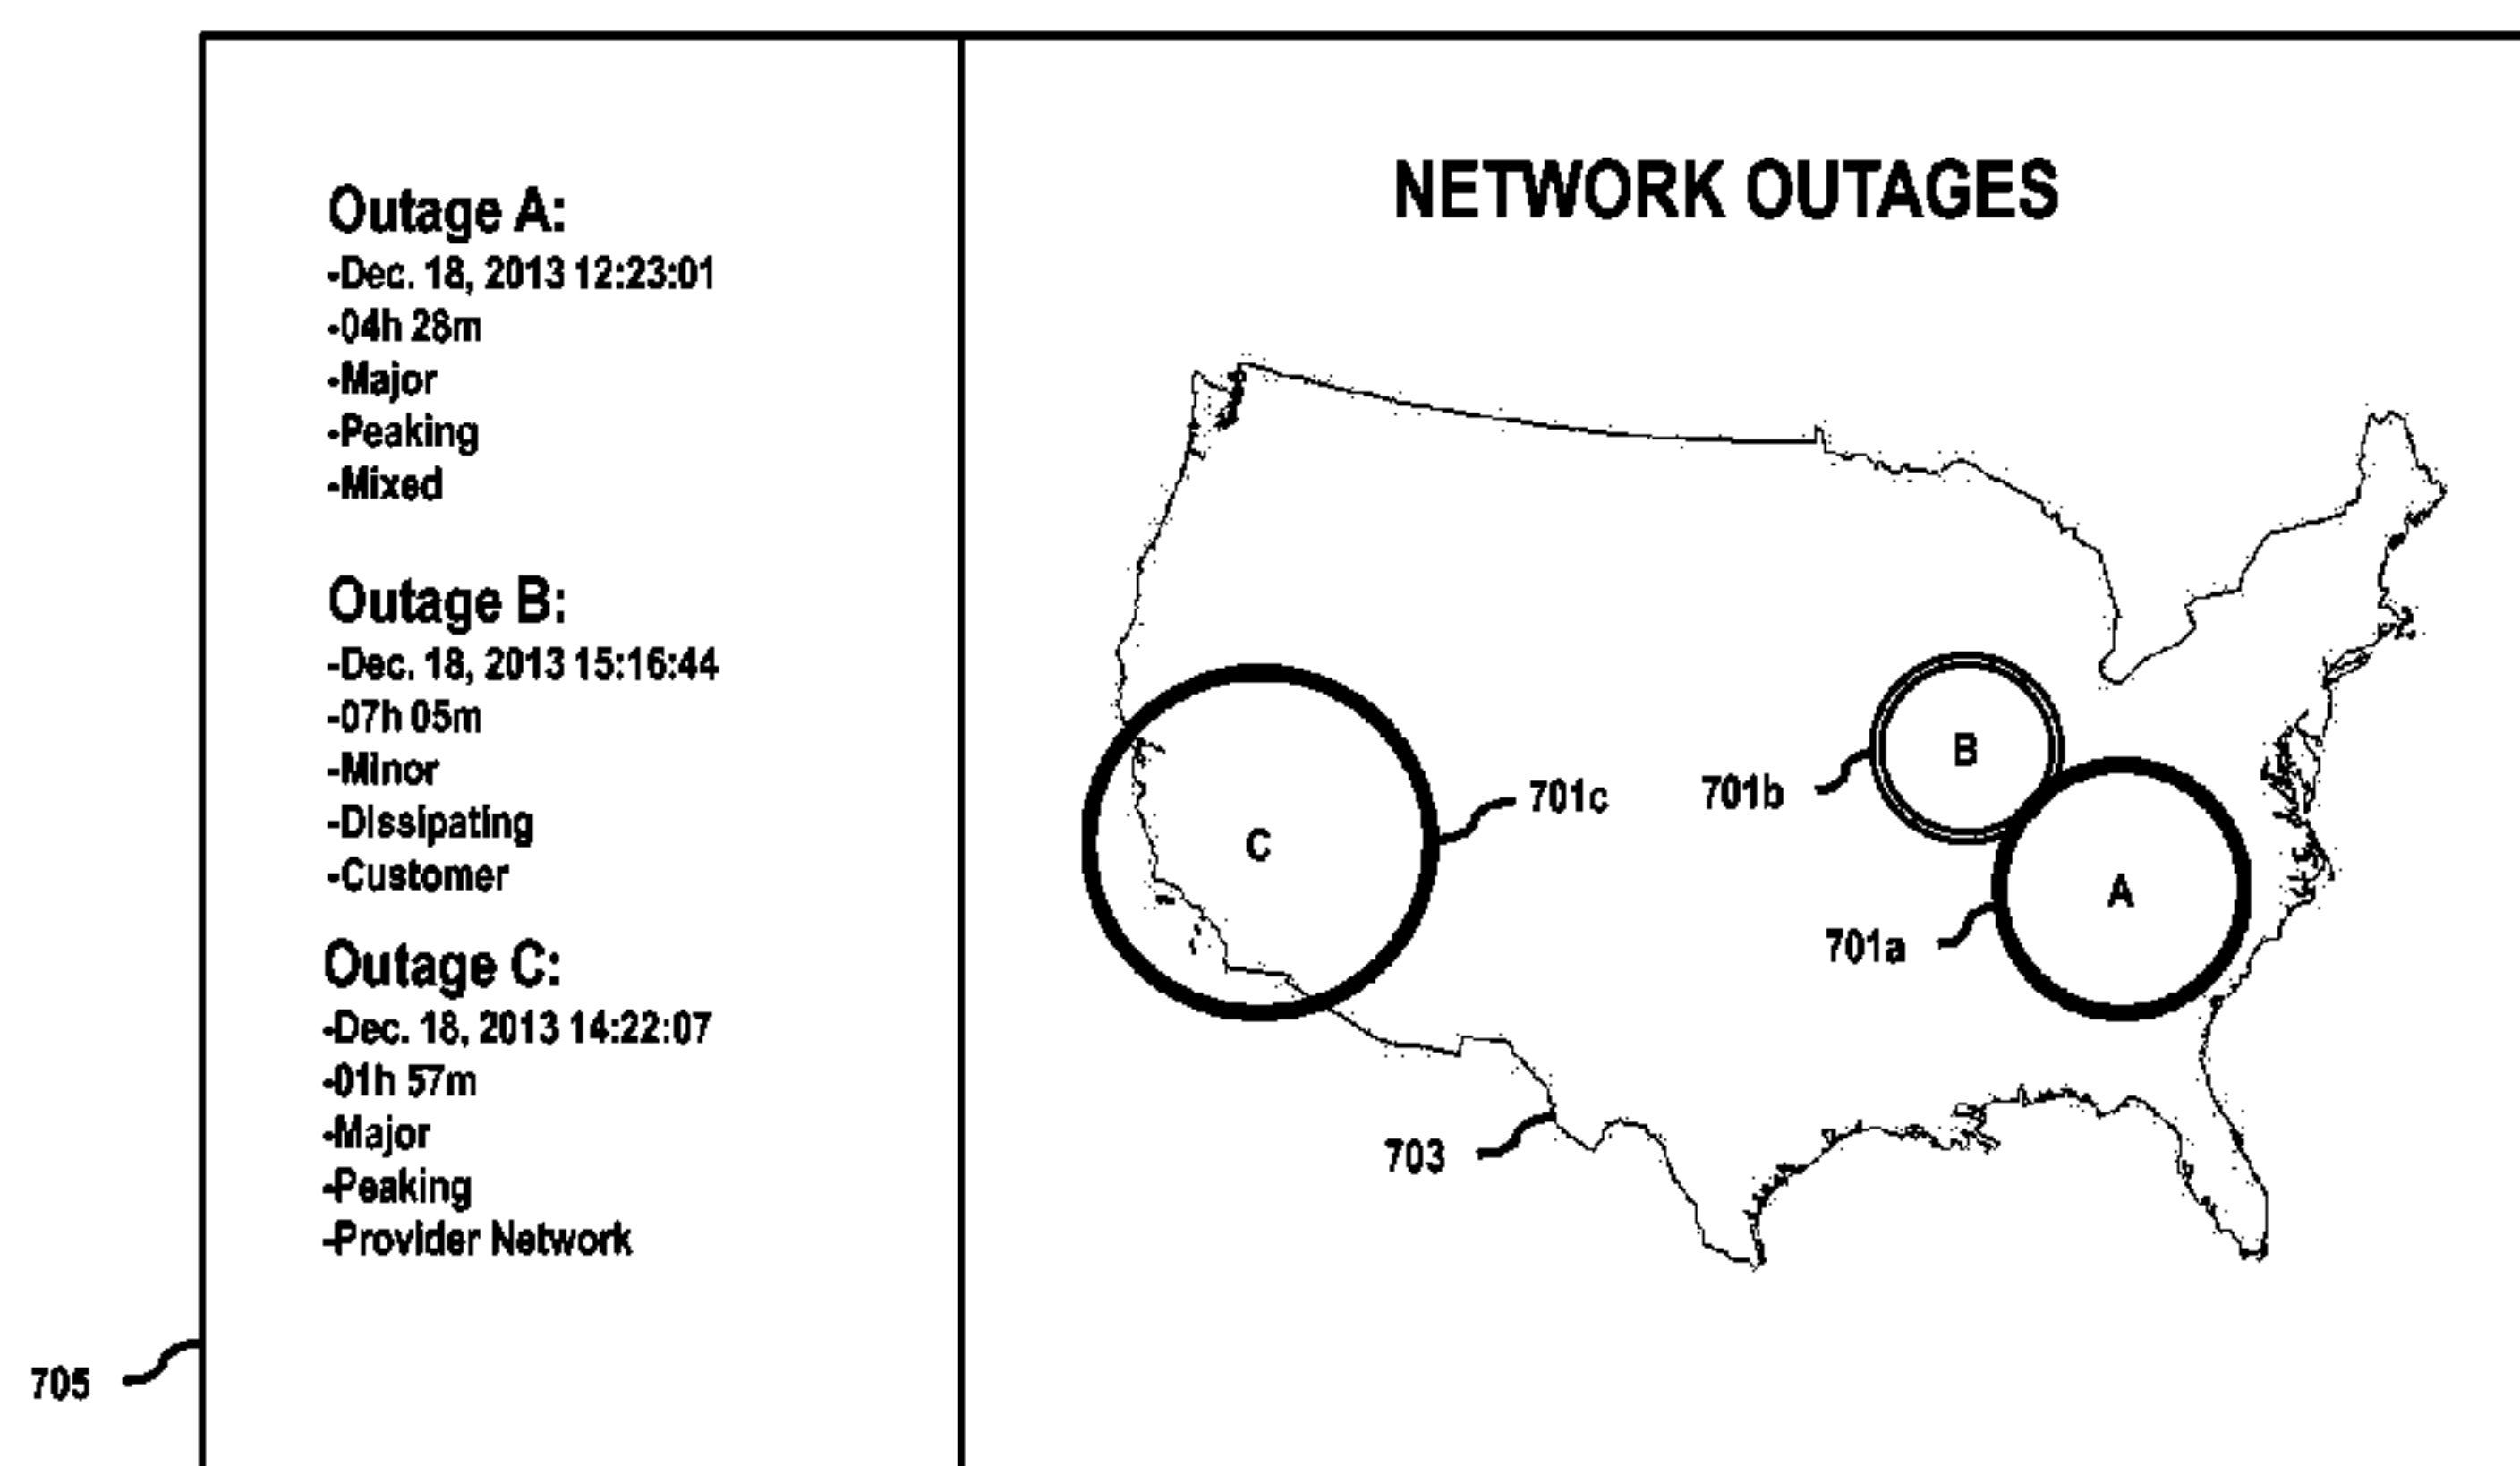 Outage A:
-Dec. 18, 2013 12:23:01
-04h 28m
-Major
-Peaking
-Mixed
Outage B:
-Dec. 18, 2013 15:16:44
-07h 05m
-Minor
-Dissipating
-Customer
Outage C:
-Dec. 18, 2013 14:22:07
-01h 57m
-Major
-Peaking
-Provider Network
705
NETWORK OUTAGES
B
701b
701c
C
A
701a
703